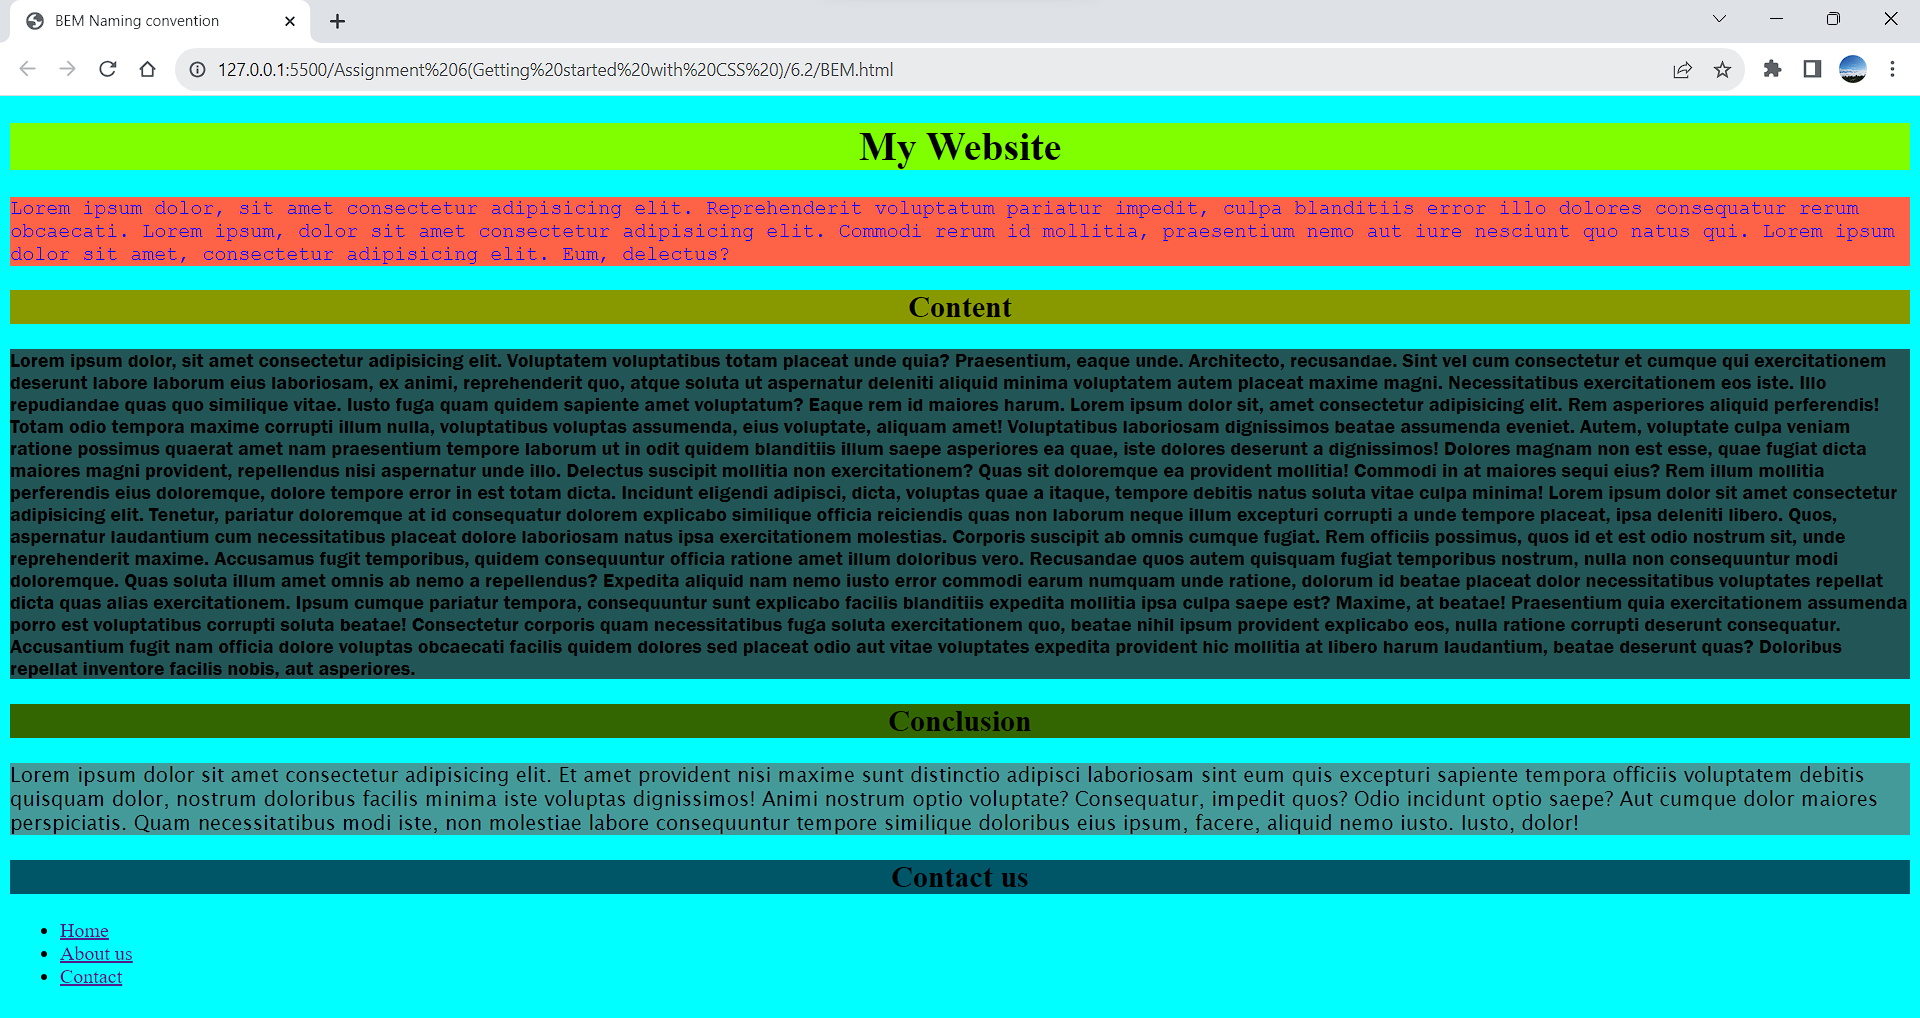 BEM Naming convention
127.0.0.1:5500/Assignment%206(Getting%20started%20with%20CSS%20)/6.2/BEM.html
My Website
Lorem ipsum dolor, sit amet consectetur adipisicing elit. Reprehenderit voluptatum pariatur impedit, culpa blanditiis error illo dolores consequatur rerum
obcaecati. Lorem ipsum, dolor sit amet consectetur adipisicing elit. Commodi rerum id mollitia, praesentium nemo aut iure nesciunt quo natus qui. Lorem ipsum
dolor sit amet, consectetur adipisicing elit. Eum, delectus?
Content
Lorem ipsum dolor, sit amet consectetur adipisicing elit. Voluptatem voluptatibus totam placeat unde quia? Praesentium, eaque unde. Architecto, recusandae. Sint vel cum consectetur et cumque qui exercitationem
deserunt labore laborum eius laboriosam, ex animi, reprehenderit quo, atque soluta ut aspernatur deleniti aliquid minima voluptatem autem placeat maxime magni. Necessitatibus exercitationem eos iste. Illo
repudiandae quas quo similique vitae. Iusto fuga quam quidem sapiente amet voluptatum? Eaque rem id maiores harum. Lorem ipsum dolor sit, amet consectetur adipisicing elit. Rem asperiores aliquid perferendis!
Totam odio tempora maxime corrupti illum nulla, voluptatibus voluptas assumenda, eius voluptate, aliquam amet! Voluptatibus laboriosam dignissimos beatae assumenda eveniet. Autem, voluptate culpa veniam
ratione possimus quaerat amet nam praesentium tempore laborum ut in odit quidem blanditiis illum saepe asperiores ea quae, iste dolores deserunt a dignissimos! Dolores magnam non est esse, quae fugiat dicta
maiores magni provident, repellendus nisi aspernatur unde illo. Delectus suscipit mollitia non exercitationem? Quas sit doloremque ea provident mollitia! Commodi in at maiores sequi eius? Rem illum mollitia
perferendis eius doloremque, dolore tempore error in est totam dicta. Incidunt eligendi adipisci, dicta, voluptas quae a itaque, tempore debitis natus soluta vitae culpa minima! Lorem ipsum dolor sit amet consectetur
adipisicing elit. Tenetur, pariatur doloremque at id consequatur dolorem explicabo similique officia reiciendis quas non laborum neque illum excepturi corrupti a unde tempore placeat, ipsa deleniti libero. Quos,
aspernatur laudantium cum necessitatibus placeat dolore laboriosam natus ipsa exercitationem molestias. Corporis suscipit ab omnis cumque fugiat. Rem officiis possimus, quos id et est odio nostrum sit, unde
reprehenderit maxime. Accusamus fugit temporibus, quidem consequuntur officia ratione amet illum doloribus vero. Recusandae quos autem quisquam fugiat temporibus nostrum, nulla non consequuntur modi
doloremque. Quas soluta illum amet omnis ab nemo a repellendus? Expedita aliquid nam nemo iusto error commodi earum numquam unde ratione, dolorum id beatae placeat dolor necessitatibus voluptates repellat
dicta quas alias exercitationem. Ipsum cumque pariatur tempora, consequuntur sunt explicabo facilis blanditiis expedita mollitia ipsa culpa saepe est? Maxime, at beatae! Praesentium quia exercitationem assumenda
porro est voluptatibus corrupti soluta beatae! Consectetur corporis quam necessitatibus fuga soluta exercitationem quo, beatae nihil ipsum provident explicabo eos, nulla ratione corrupti deserunt consequatur.
Accusantium fugit nam officia dolore voluptas obcaecati facilis quidem dolores sed placeat odio aut vitae voluptates expedita provident hic mollitia at libero harum laudantium, beatae deserunt quas? Doloribus
repellat inventore facilis nobis, aut asperiores.
Conclusion
Lorem ipsum dolor sit amet consectetur adipisicing elit. Et amet provident nisi maxime sunt distinctio adipisci laboriosam sint eum quis excepturi sapiente tempora officiis voluptatem debitis
quisquam dolor, nostrum doloribus facilis minima iste voluptas dignissimos! Animi nostrum optio voluptate? Consequatur, impedit quos? Odio incidunt optio saepe? Aut cumque dolor maiores
perspiciatis. Quam necessitatibus modi iste, non molestiae labore consequuntur tempore similique doloribus eius ipsum, facere, aliquid nemo iusto. Iusto, dolor!
Contact us
Home
About us
Contact